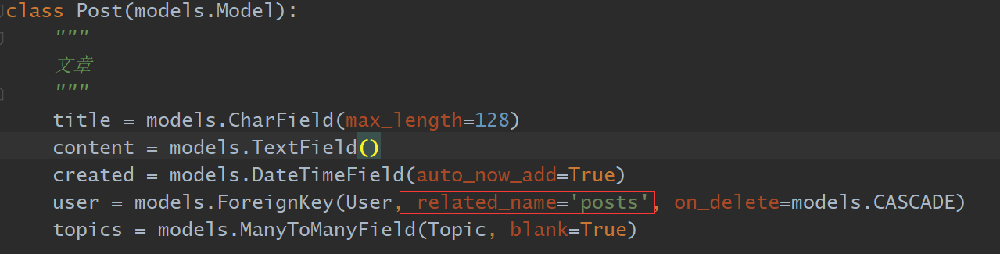 class Post(models.Model):
    """
    文章
    """
    title = models.CharField(max_length=128)
    content = models.TextField()
    created = models.DateTimeField(auto_now_add=True)
    user = models.ForeignKey(User, related_name='posts', on_delete=models.CASCADE)
    topics = models.ManyToManyField(Topic, blank=True)